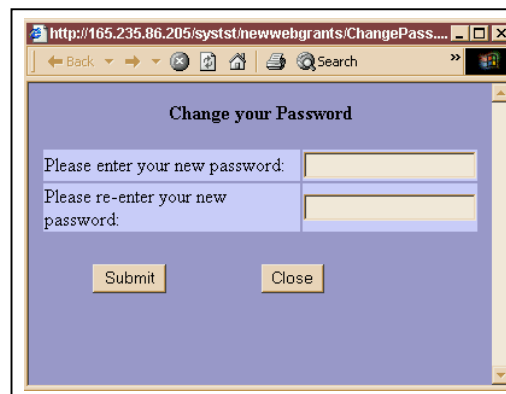 http://165.235.86.205/systst/newwebgrants/ChangePass....
Back Search »
Change your Password
Please enter your new password:
Please re-enter your new
password:
Submit Close